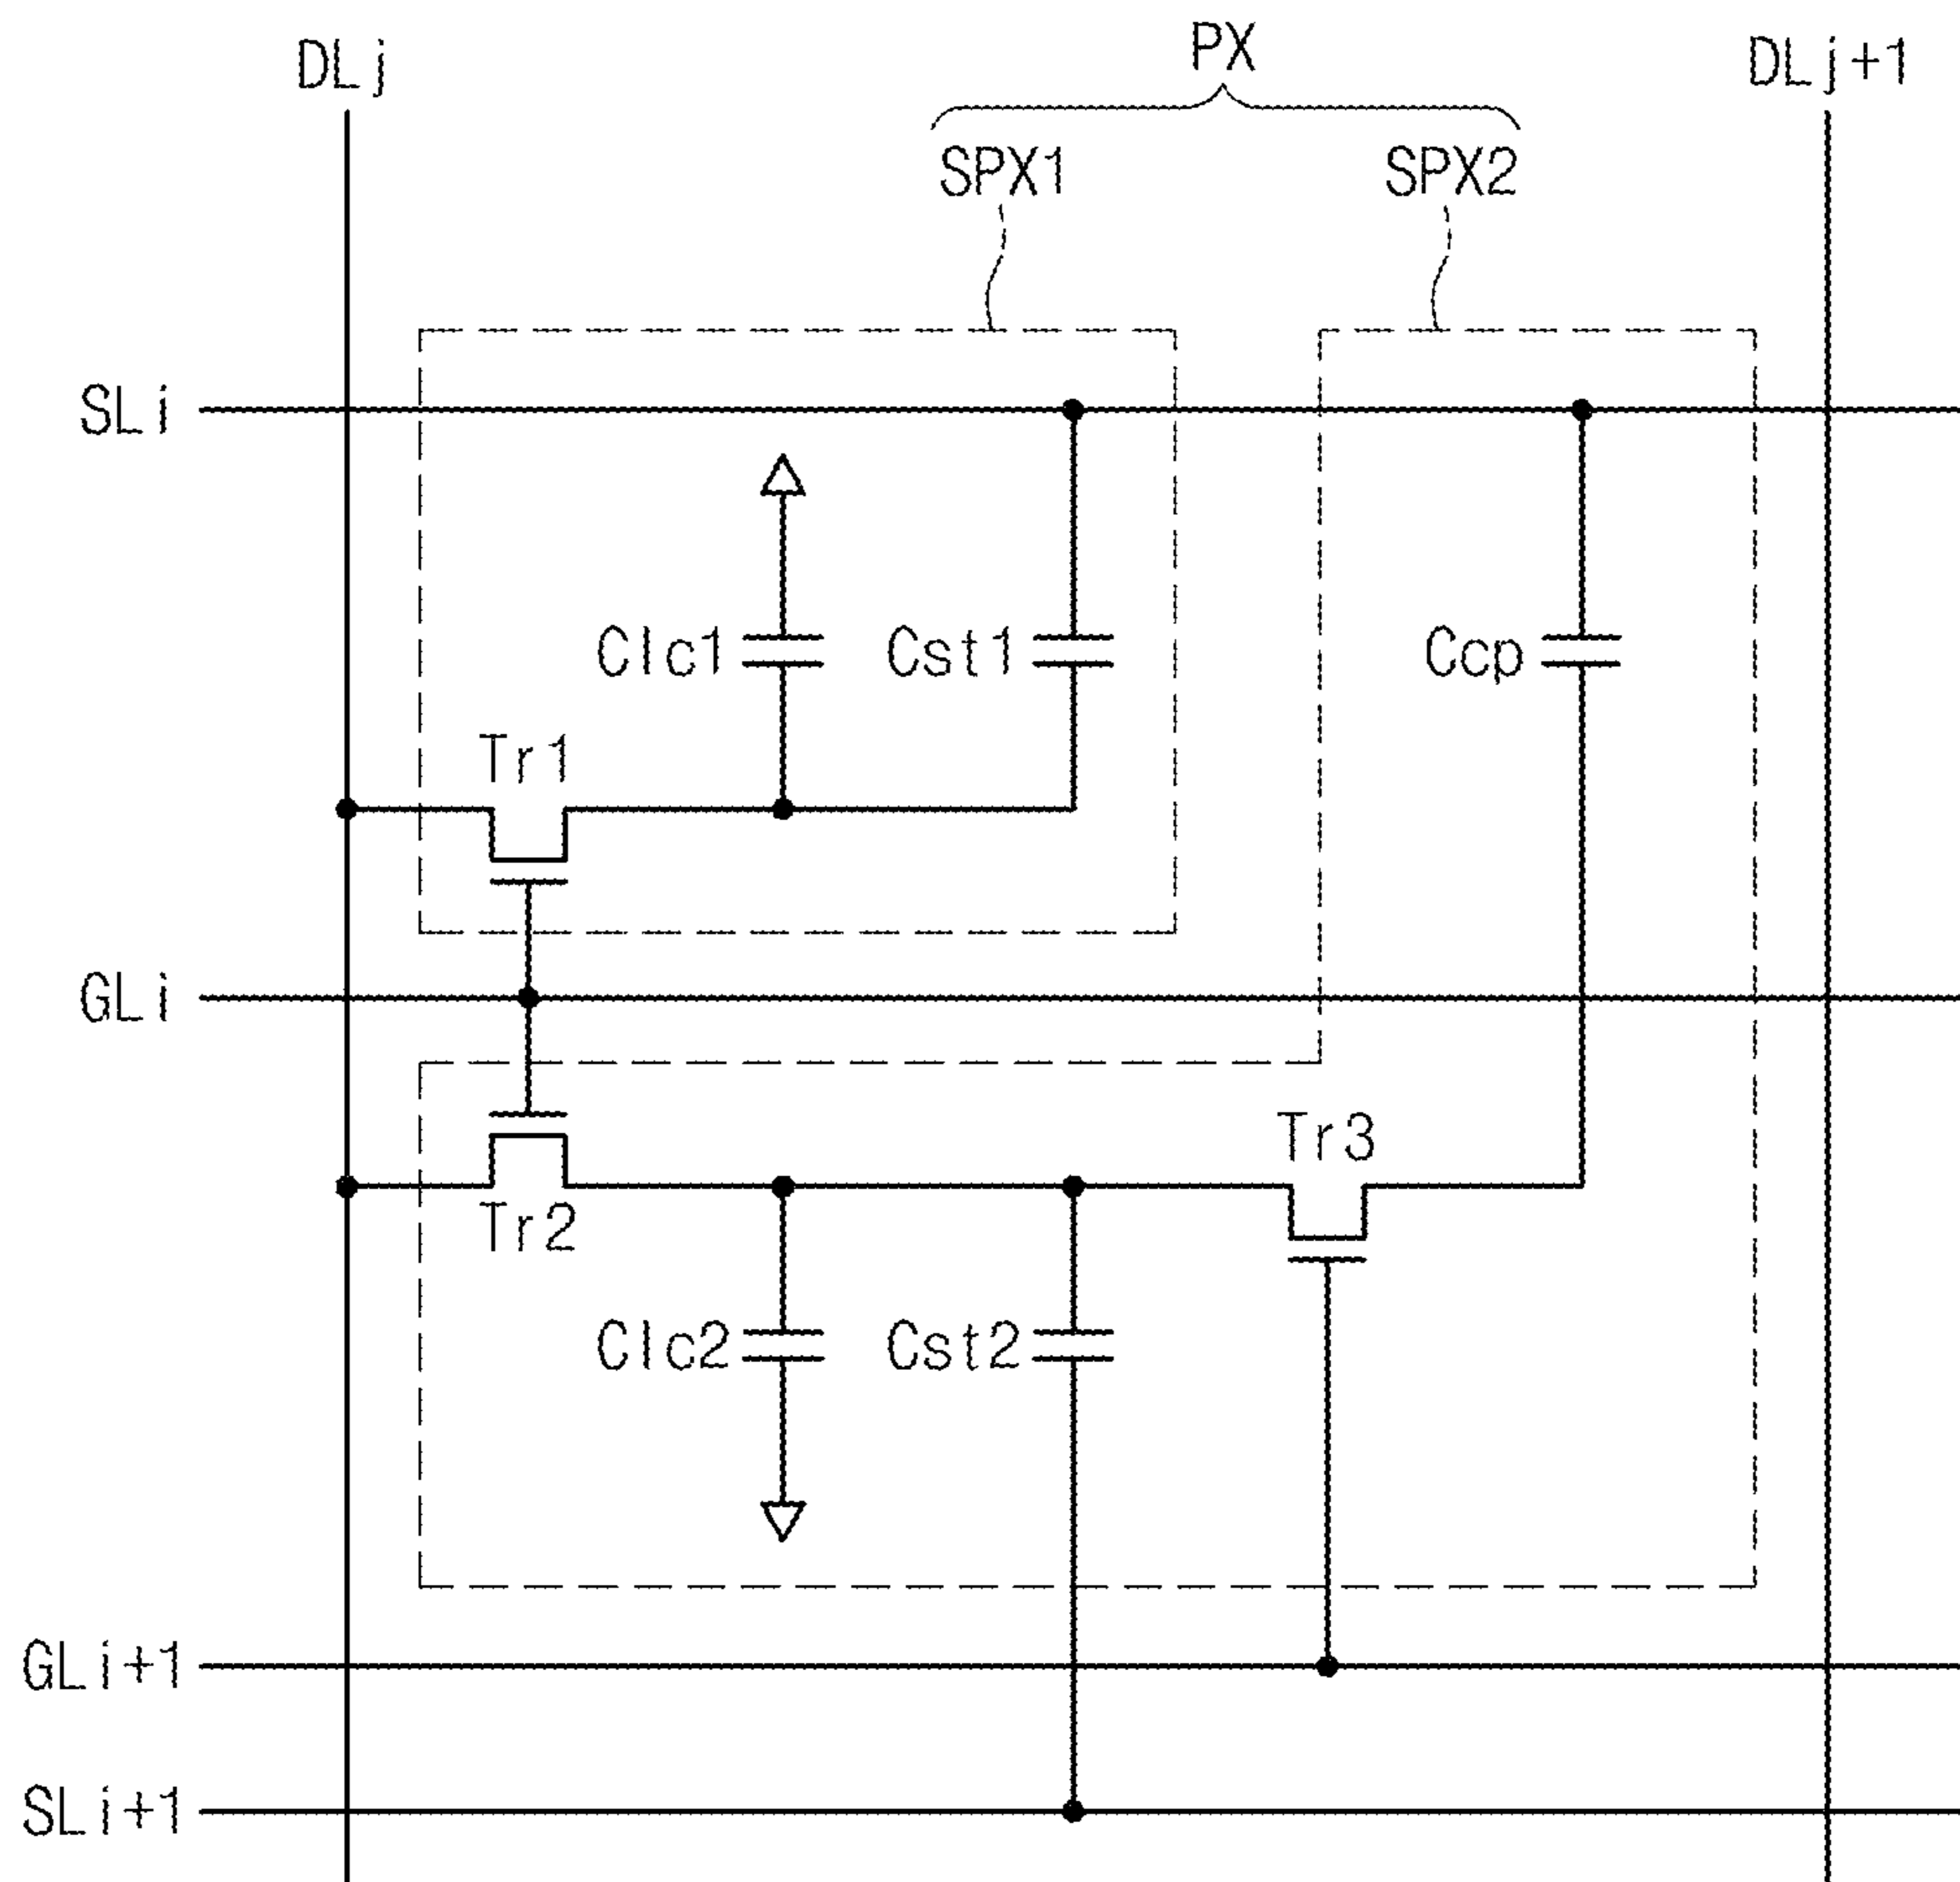 DLj
PX
DLj+1
SPX1
SPX2
SLi
Clc1
Cst1
Ccp
Tr1
GLi
Tr3
Tr2
Clc2
Cst2
GLi+1
SLi+1